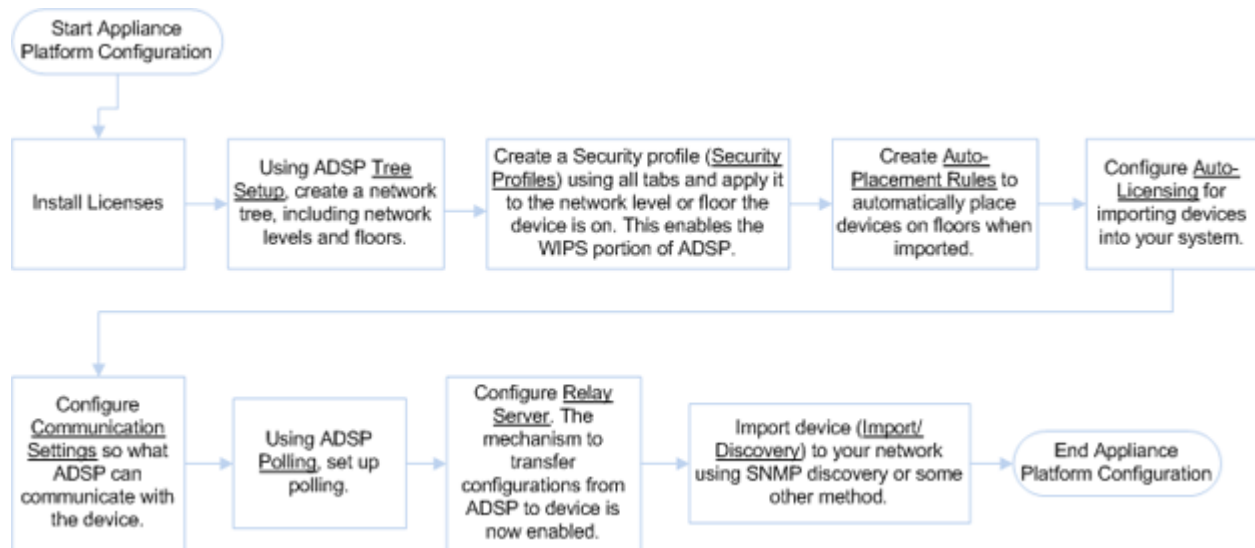 Start Appliance
Platform Configuration
Install Licenses
Using ADSP Tree
Setup, create a network
tree, including network
levels and floors.
Create a Security profile (Security
Profiles) using all tabs and apply it
to the network level or floor the
device is on. This enables the
WIPS portion of ADSP.
Create Auto-
Placement Rules to
automatically place
devices on floors when
imported.
Configure Auto-
Licensing for
importing devices
into your system.
Configure
Communication
Settings so what
ADSP can
communicate with
the device.
Using ADSP
Polling, set up
polling.
Configure Relay
Server. The
mechanism to
transfer
configurations from
ADSP to device is
now enabled.
Import device (Import/
Discovery) to your network
using SNMP discovery or some
other method.
End Appliance
Platform Configuration